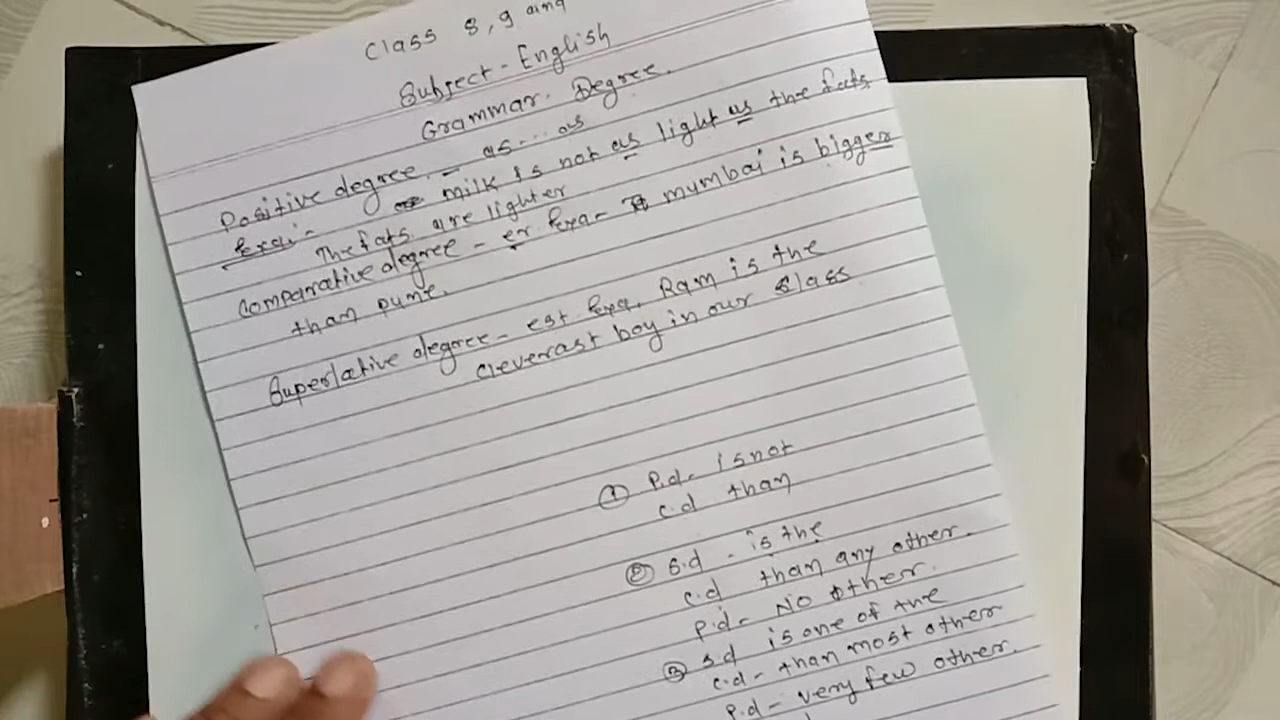 Class 8, 9 and
Subject - English
Grammar. Degree.
Positive degree. - as... as
Exa:- milk is not as light as the fats
The fats are lighter
Comparative degree - er Exa- mumbai is bigger
than pune.
Superlative degree - est Exa. Ram is the
cleverast boy in our class
① P.d- is not
c.d than
② s.d - is the
c.d than any other.
p.d- No other.
③ s.d is one of the
c.d- than most other
p.d- very few other.